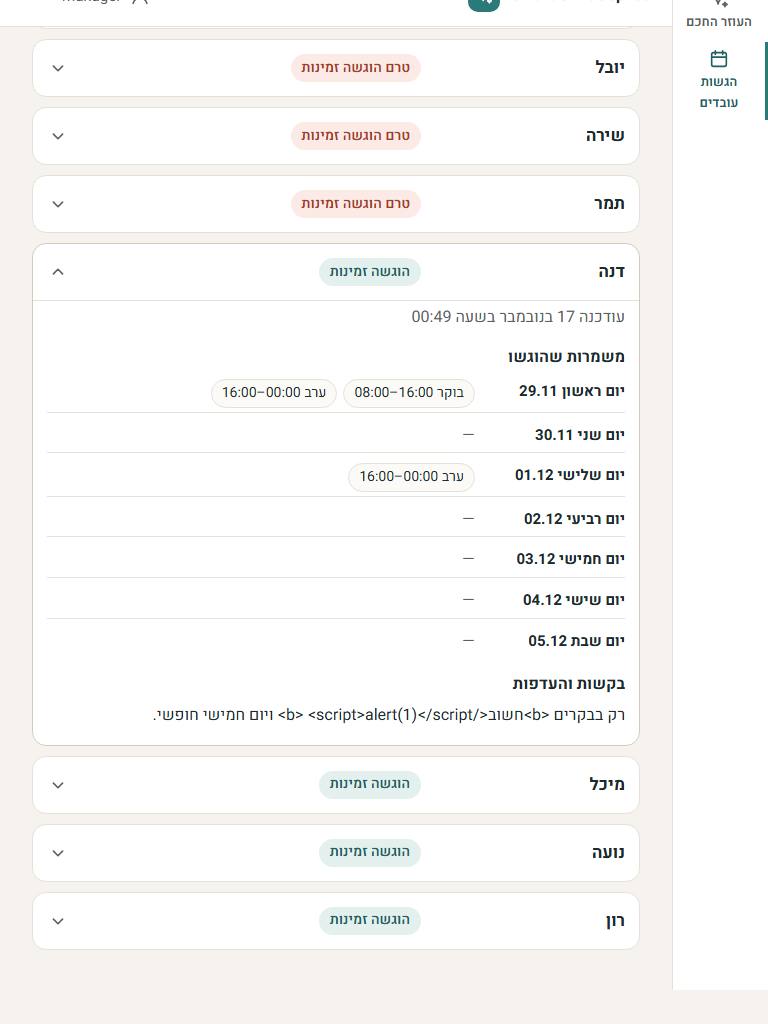 manager
העוזר החכם
הגשות
עובדים
יובל טרם הוגשה זמינות
שירה טרם הוגשה זמינות
תמר טרם הוגשה זמינות
דנה הוגשה זמינות
עודכנה 17 בנובמבר בשעה 00:49
משמרות שהוגשו
יום ראשון 29.11 בוקר 08:00–16:00 ערב 16:00–00:00
יום שני 30.11 —
יום שלישי 01.12 ערב 16:00–00:00
יום רביעי 02.12 —
יום חמישי 03.12 —
יום שישי 04.12 —
יום שבת 05.12 —
בקשות והעדפות
רק בבקרים <b>חשוב</b> <script>alert(1)</script> ויום חמישי חופשי.
מיכל הוגשה זמינות
נועה הוגשה זמינות
רון הוגשה זמינות